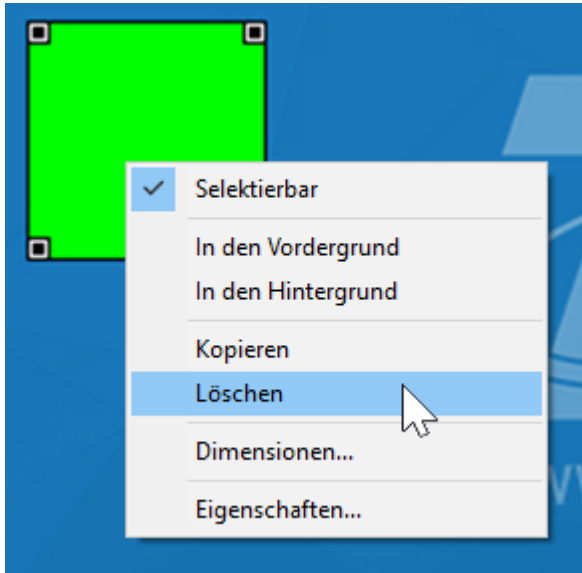 Selektierbar
In den Vordergrund
In den Hintergrund
Kopieren
Löschen
Dimensionen...
Eigenschaften...